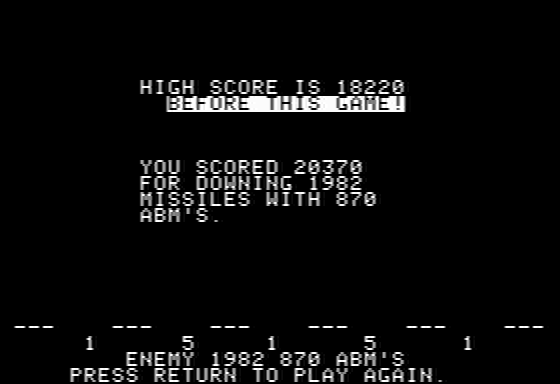 HIGH SCORE IS 18220
BEFORE THIS GAME!
YOU SCORED 20370
FOR DOWNING 1982
MISSILES WITH 870
ABM'S.
--- --- --- --- --- ---
1 5 1 5 1
ENEMY 1982 870 ABM'S
PRESS RETURN TO PLAY AGAIN.